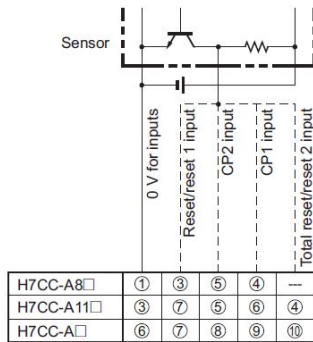 Sensor
0 V for inputs
Reset/reset 1 input
CP2 input
CP1 input
Total reset/reset 2 input
H7CC-A8□ ① ③ ⑤ ④ ---
H7CC-A11□ ③ ⑦ ⑤ ⑥ ④
H7CC-A□ ⑥ ⑦ ⑧ ⑨ ⑩